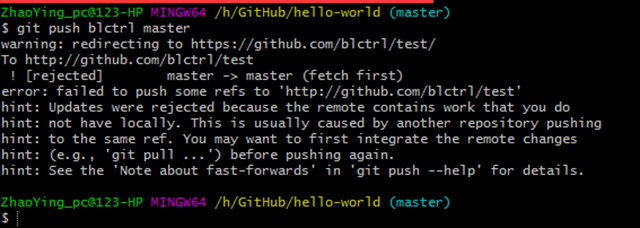 ZhaoYing_pc@123-HP MINGW64 /h/GitHub/hello-world (master)
$ git push blctrl master
warning: redirecting to https://github.com/blctrl/test/
To http://github.com/blctrl/test
 ! [rejected]        master -> master (fetch first)
error: failed to push some refs to 'http://github.com/blctrl/test'
hint: Updates were rejected because the remote contains work that you do
hint: not have locally. This is usually caused by another repository pushing
hint: to the same ref. You may want to first integrate the remote changes
hint: (e.g., 'git pull ...') before pushing again.
hint: See the 'Note about fast-forwards' in 'git push --help' for details.
ZhaoYing_pc@123-HP MINGW64 /h/GitHub/hello-world (master)
$